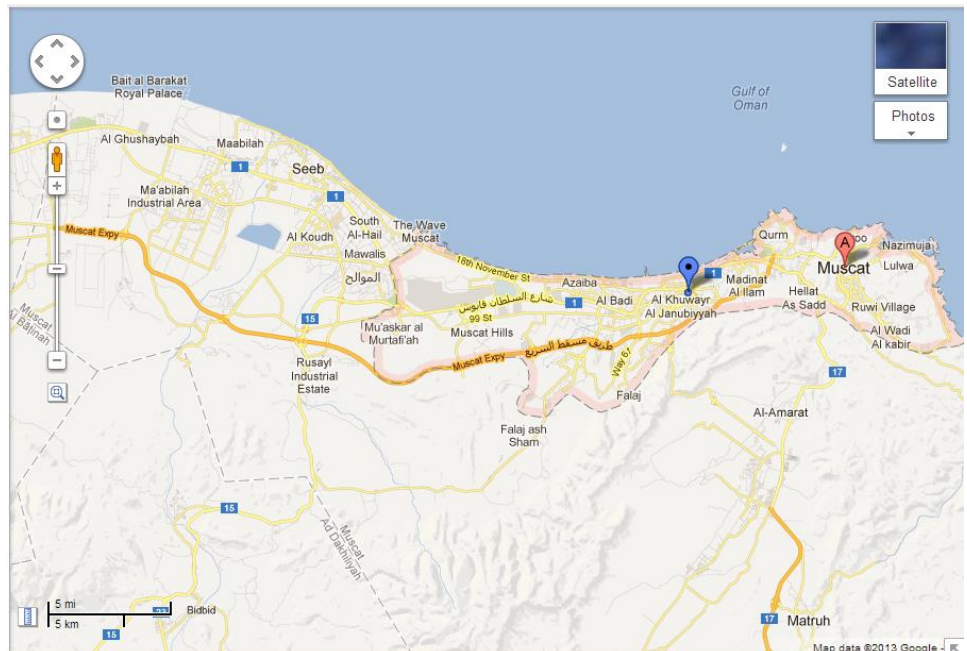 Satellite
Photos
Gulf of
Oman
Bait al Barakat
Royal Palace
Al Ghushaybah
Maabilah
1
Seeb
1
Ma'abilah
Industrial Area
Muscat Expy
Al Koudh
South
Al-Hail
The Wave
Muscat
Mawalis
الموالح
18th November St
Azaiba
Qurm
A
Nazimuja
Muscat
Lulwa
1
Madinat
Al Ilam
Hellat
As Sadd
Ruwi Village
Al Wadi
Al kabir
شارع السلطان قابوس
1
Al Badi
Al Khuwayr
Al Janubiyyah
99 St
15
Mu'askar al
Murtafi'ah
Muscat Hills
Muscat Expy
Rusayl
Industrial
Estate
17
Falaj
Al-Amarat
Falaj ash
Sham
Muscat
Al Batinah
15
15
Muscat
Ad Dakhiliyah
5 mi
5 km
Bidbid
17
Matruh
Map data ©2013 Google -